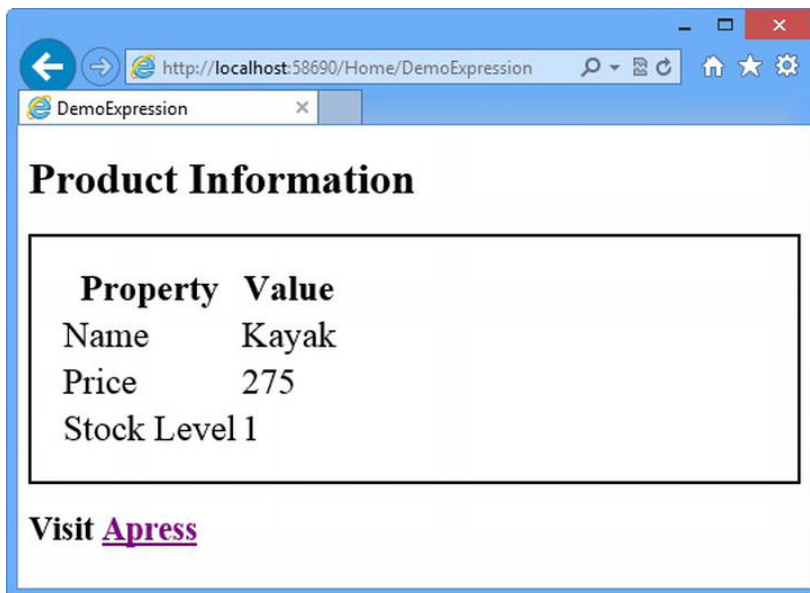 http://localhost:58690/Home/DemoExpression
DemoExpression
Product Information
Property Value
Name Kayak
Price 275
Stock Level 1
Visit Apress